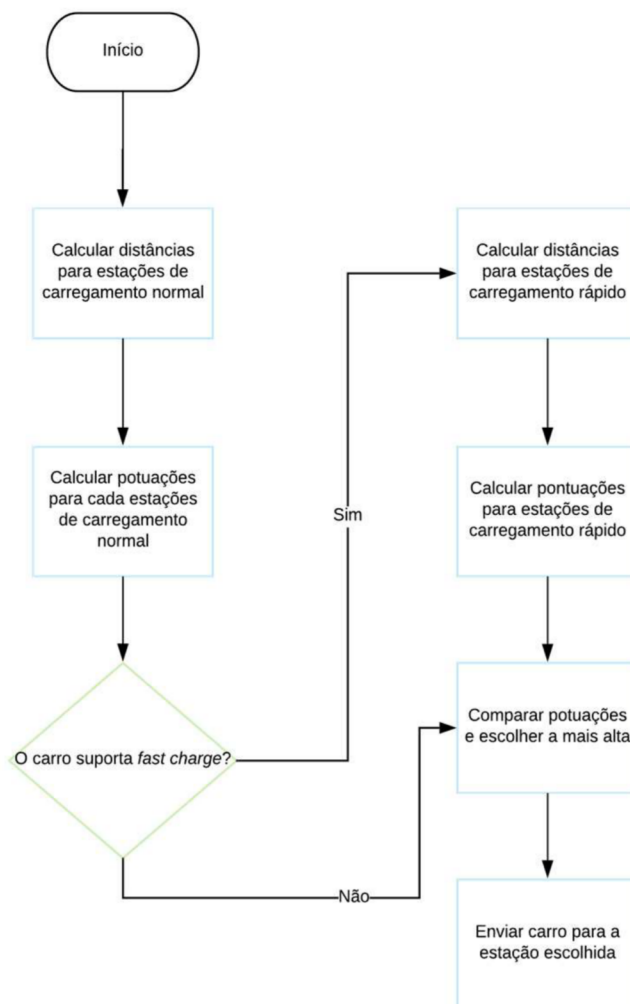 Início
Calcular distâncias
para estações de
carregamento normal
Calcular potuações
para cada estações
de carregamento
normal
O carro suporta fast charge?
Sim
Não
Calcular distâncias
para estações de
carregamento rápido
Calcular pontuações
para estações de
carregamento rápido
Comparar potuações
e escolher a mais alta
Enviar carro para a
estação escolhida